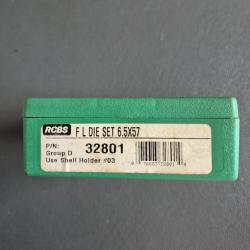 RCBS F L DIE SET 6.5X57
P/N: 32801
Group D
Use Shell Holder #03